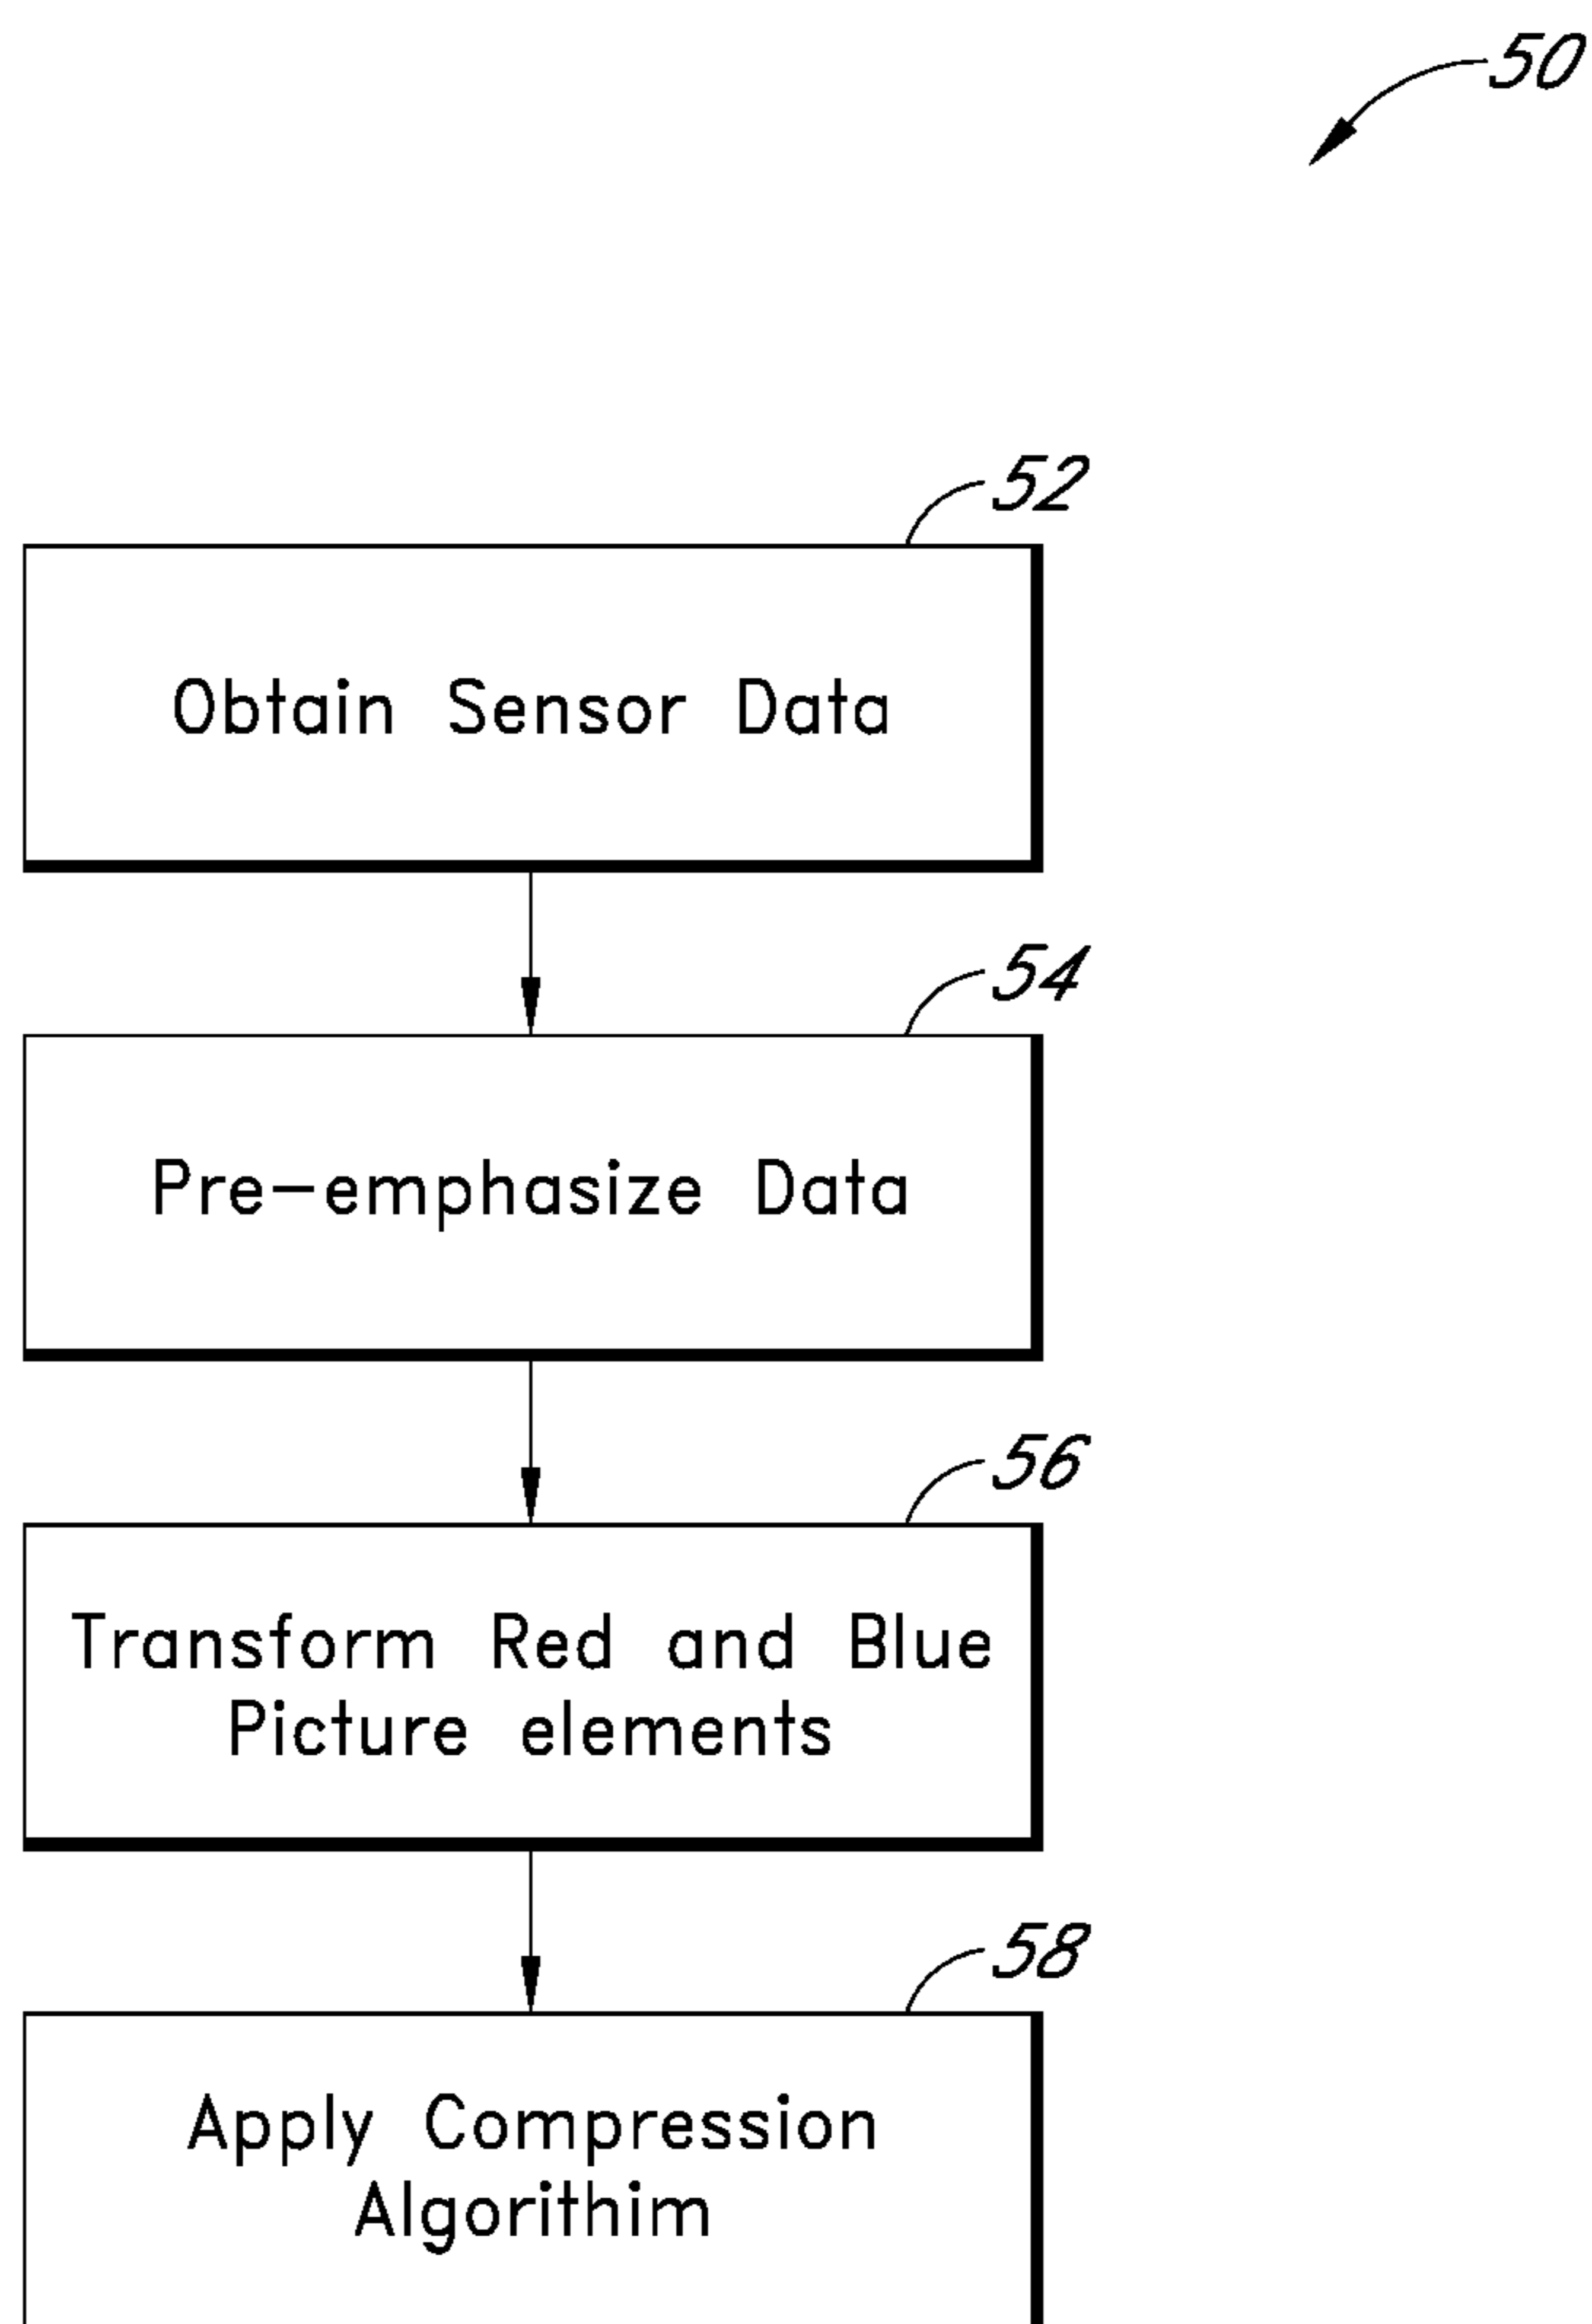 50
52
Obtain Sensor Data
54
Pre-emphasize Data
56
Transform Red and Blue
Picture elements
58
Apply Compression
Algorithim